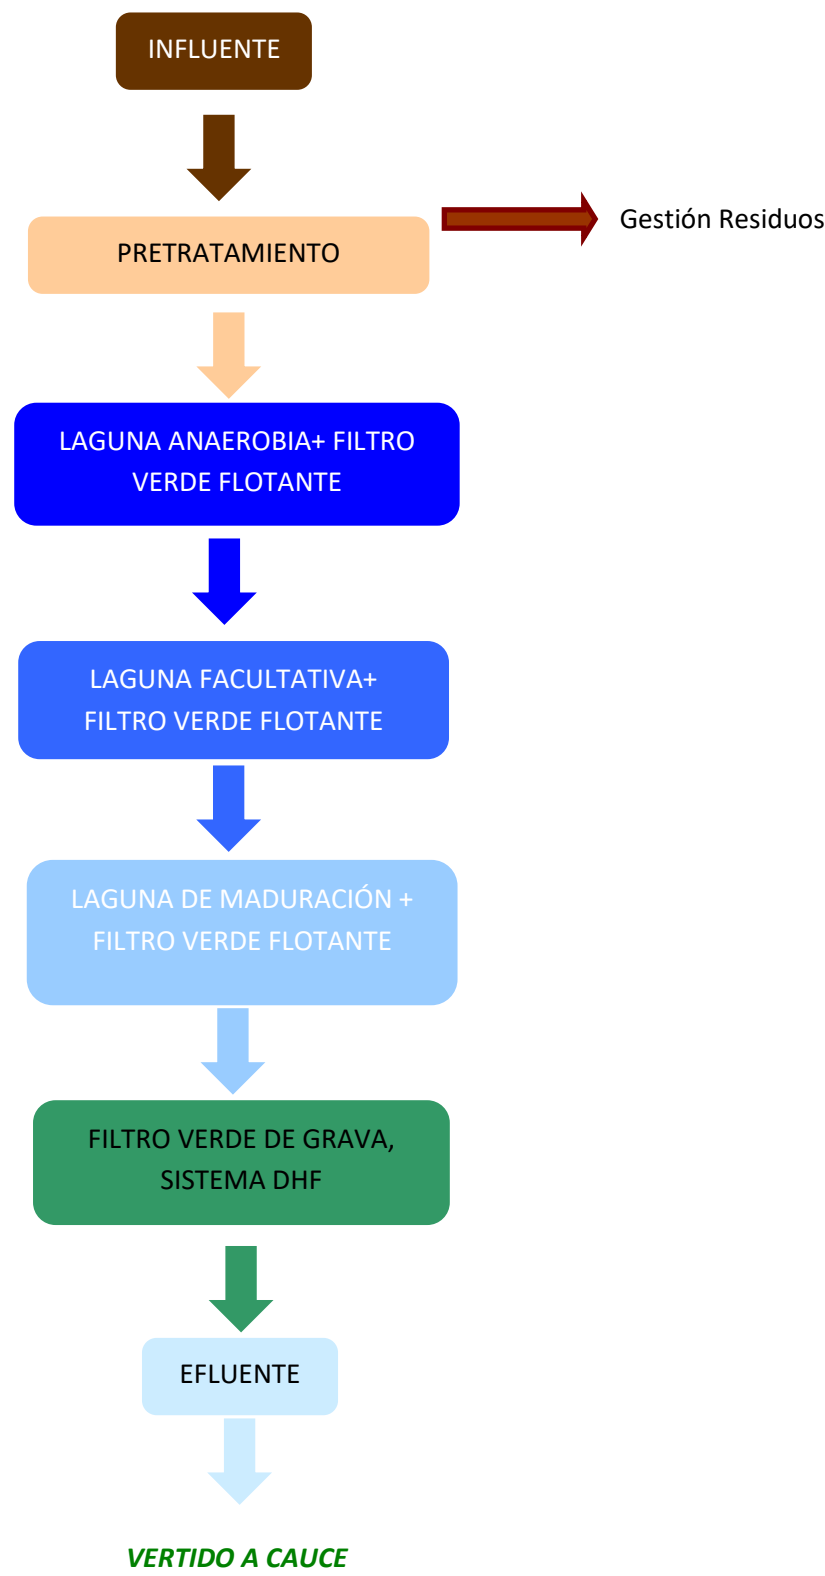 INFLUENTE
Gestión Residuos
PRETRATAMIENTO
LAGUNA ANAEROBIA+ FILTRO
VERDE FLOTANTE
LAGUNA FACULTATIVA+
FILTRO VERDE FLOTANTE
LAGUNA DE MADURACIÓN +
FILTRO VERDE FLOTANTE
FILTRO VERDE DE GRAVA,
SISTEMA DHF
EFLUENTE
VERTIDO A CAUCE